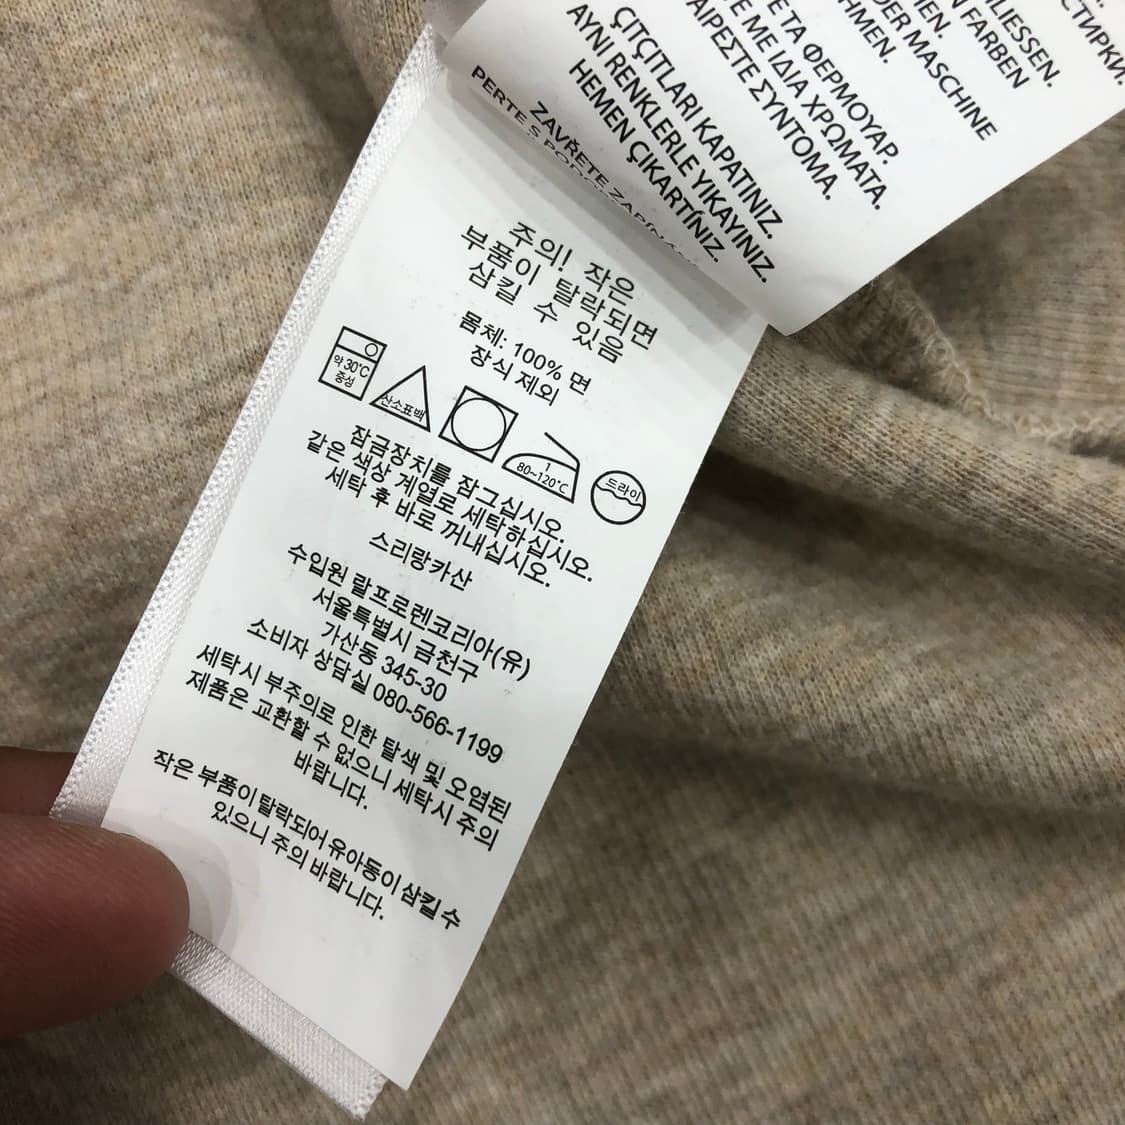 СТИРКИ.
HLIESSEN.
N FARBEN
HEN.
DER MASCHINE
HMEN.
Ε ΤΑ ΦΕΡΜΟΥΑΡ.
ΤΕ ΜΕ ΙΔΙΑ ΧΡΩΜΑΤΑ.
ΑΙΡΕΣΤΕ ΣΥΝΤΟΜΑ.
ÇITÇITLARI KAPATINIZ.
AYNI RENKLERLE YIKAYINIZ.
HEMEN ÇIKARTÍNIZ.
ZAVŘETE
PERTE S
주의! 작은
부품이 탈락되면
삼킬 수 있음
몸체: 100% 면
장식 제외
약 30℃
중성
산소표백
1
80~120℃
드라이
잠금장치를 잠그십시오.
같은 색상 계열로 세탁하십시오.
세탁 후 바로 꺼내십시오.
스리랑카산
수입원 랄프로렌코리아(유)
서울특별시 금천구
가산동 345-30
소비자 상담실 080-566-1199
세탁시 부주의로 인한 탈색 및 오염된
제품은 교환할 수 없으니 세탁시 주의
바랍니다.
작은 부품이 탈락되어 유아동이 삼킬 수
있으니 주의 바랍니다.